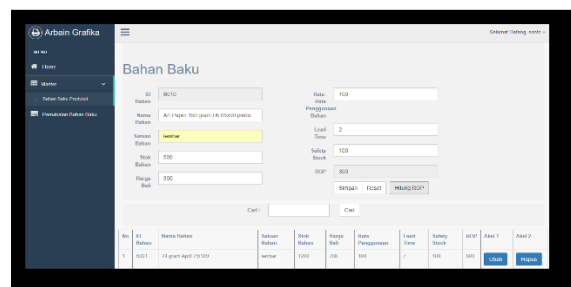 Arbain Grafika
Selamat Datang,
MENU
Home
Master
Bahan Baku Produksi
Pemakaian Bahan Baku
Bahan Baku
ID Bahan
Nama Bahan
Satuan Bahan
lembar
Stok Bahan
500
Harga Beli
Rata Rata Penggunaan Bahan
100
Lead Time
2
Safety Stock
100
ROP
300
Simpan Reset Hitung ROP
Cari :
Cari
No ID Bahan Nama Bahan Satuan Bahan Stok Bahan Harga Beli Rata Penggunaan Lead Time Safety Stock ROP Aksi 1 Aksi 2
1 lembar 100 2 100 Ubah Hapus